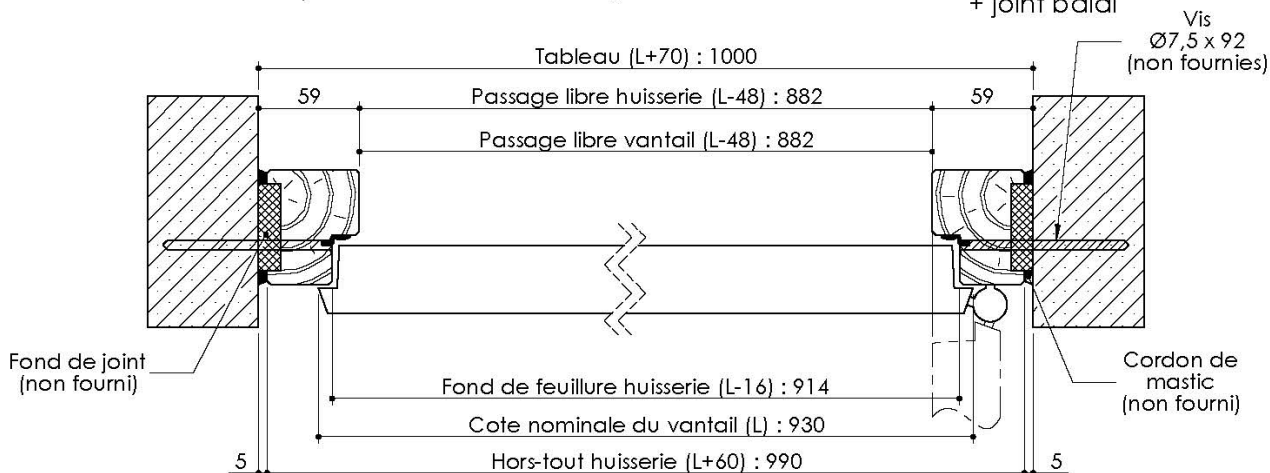 + joint balai
Vis
Ø7,5 x 92
(non fournies)
Tableau (L+70) : 1000
59
Passage libre huisserie (L-48) : 882
59
Passage libre vantail (L-48) : 882
Fond de joint
(non fourni)
Cordon de
mastic
(non fourni)
Fond de feuillure huisserie (L-16) : 914
Cote nominale du vantail (L) : 930
5
Hors-tout huisserie (L+60) : 990
5